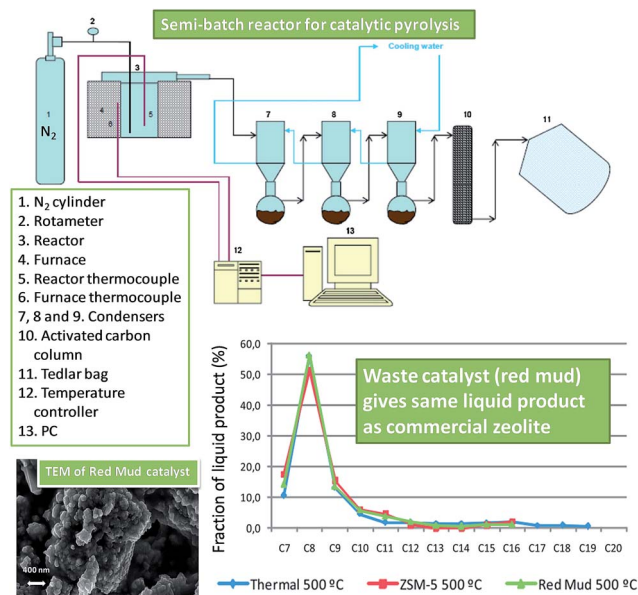 Semi-batch reactor for catalytic pyrolysis
Cooling water
2
3
1
N₂
4
5
6
7
8
9
10
11
12
13
1. N₂ cylinder
2. Rotameter
3. Reactor
4. Furnace
5. Reactor thermocouple
6. Furnace thermocouple
7, 8 and 9. Condensers
10. Activated carbon
column
11. Tedlar bag
12. Temperature
controller
13. PC
TEM of Red Mud catalyst
400 nm
Fraction of liquid product (%)
60,0
50,0
40,0
30,0
20,0
10,0
0,0
Waste catalyst (red mud)
gives same liquid product
as commercial zeolite
C7 C8 C9 C10 C11 C12 C13 C14 C15 C16 C17 C18 C19 C20
Thermal 500 ºC ZSM-5 500 ºC Red Mud 500 ºC